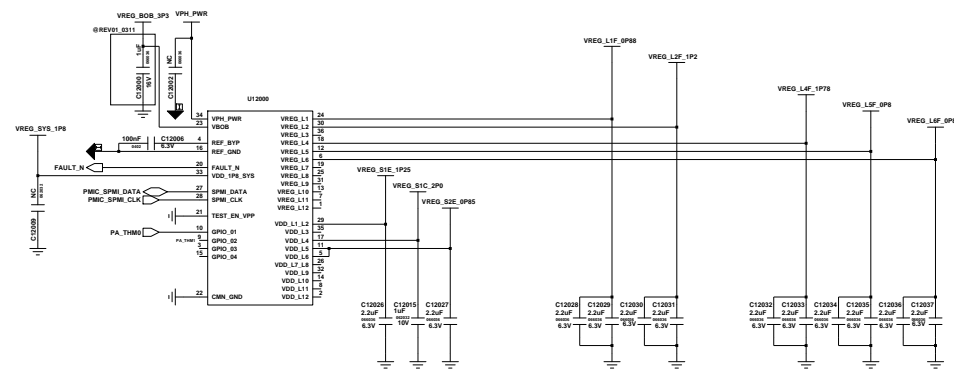 VREG_BOB_3P3
VPH_PWR
@REV01_0311
1uF
C12000
16V
NC
C12002
VREG_SYS_1P8
NC
C12009
100nF
C12006
0402
6.3V
FAULT_N
PMIC_SPMI_DATA
PMIC_SPMI_CLK
PA_THM0
PA_THM1
U12000
34 VPH_PWR VREG_L1 24
23 VBOB VREG_L2 30
VREG_L3 36
4 REF_BYP VREG_L4 18
16 REF_GND VREG_L5 12
VREG_L6 6
20 FAULT_N VREG_L7 19
33 VDD_1P8_SYS VREG_L8 25
VREG_L9 31
27 SPMI_DATA VREG_L10 13
28 SPMI_CLK VREG_L11 7
VREG_L12 1
21 TEST_EN_VPP
VDD_L1_L2 29
10 GPIO_01 VDD_L3 35
9 GPIO_02 VDD_L4 17
3 GPIO_03 VDD_L5 11
15 GPIO_04 VDD_L6 5
VDD_L7_L8 26
VDD_L9 32
VDD_L10 14
VDD_L11 8
22 CMN_GND VDD_L12 2
VREG_S1E_1P25
VREG_S1C_2P0
VREG_S2E_0P85
VREG_L1F_0P88
VREG_L2F_1P2
VREG_L4F_1P78
VREG_L5F_0P8
C12026
2.2uF
6.3V
C12015
1uF
10V
C12027
2.2uF
6.3V
C12028
2.2uF
6.3V
C12029
2.2uF
6.3V
C12030
2.2uF
6.3V
C12031
2.2uF
6.3V
C12032
2.2uF
6.3V
C12033
2.2uF
6.3V
C12034
2.2uF
6.3V
C12035
2.2uF
6.3V
C12036
2.2uF
6.3V
C12037
2.2uF
6.3V